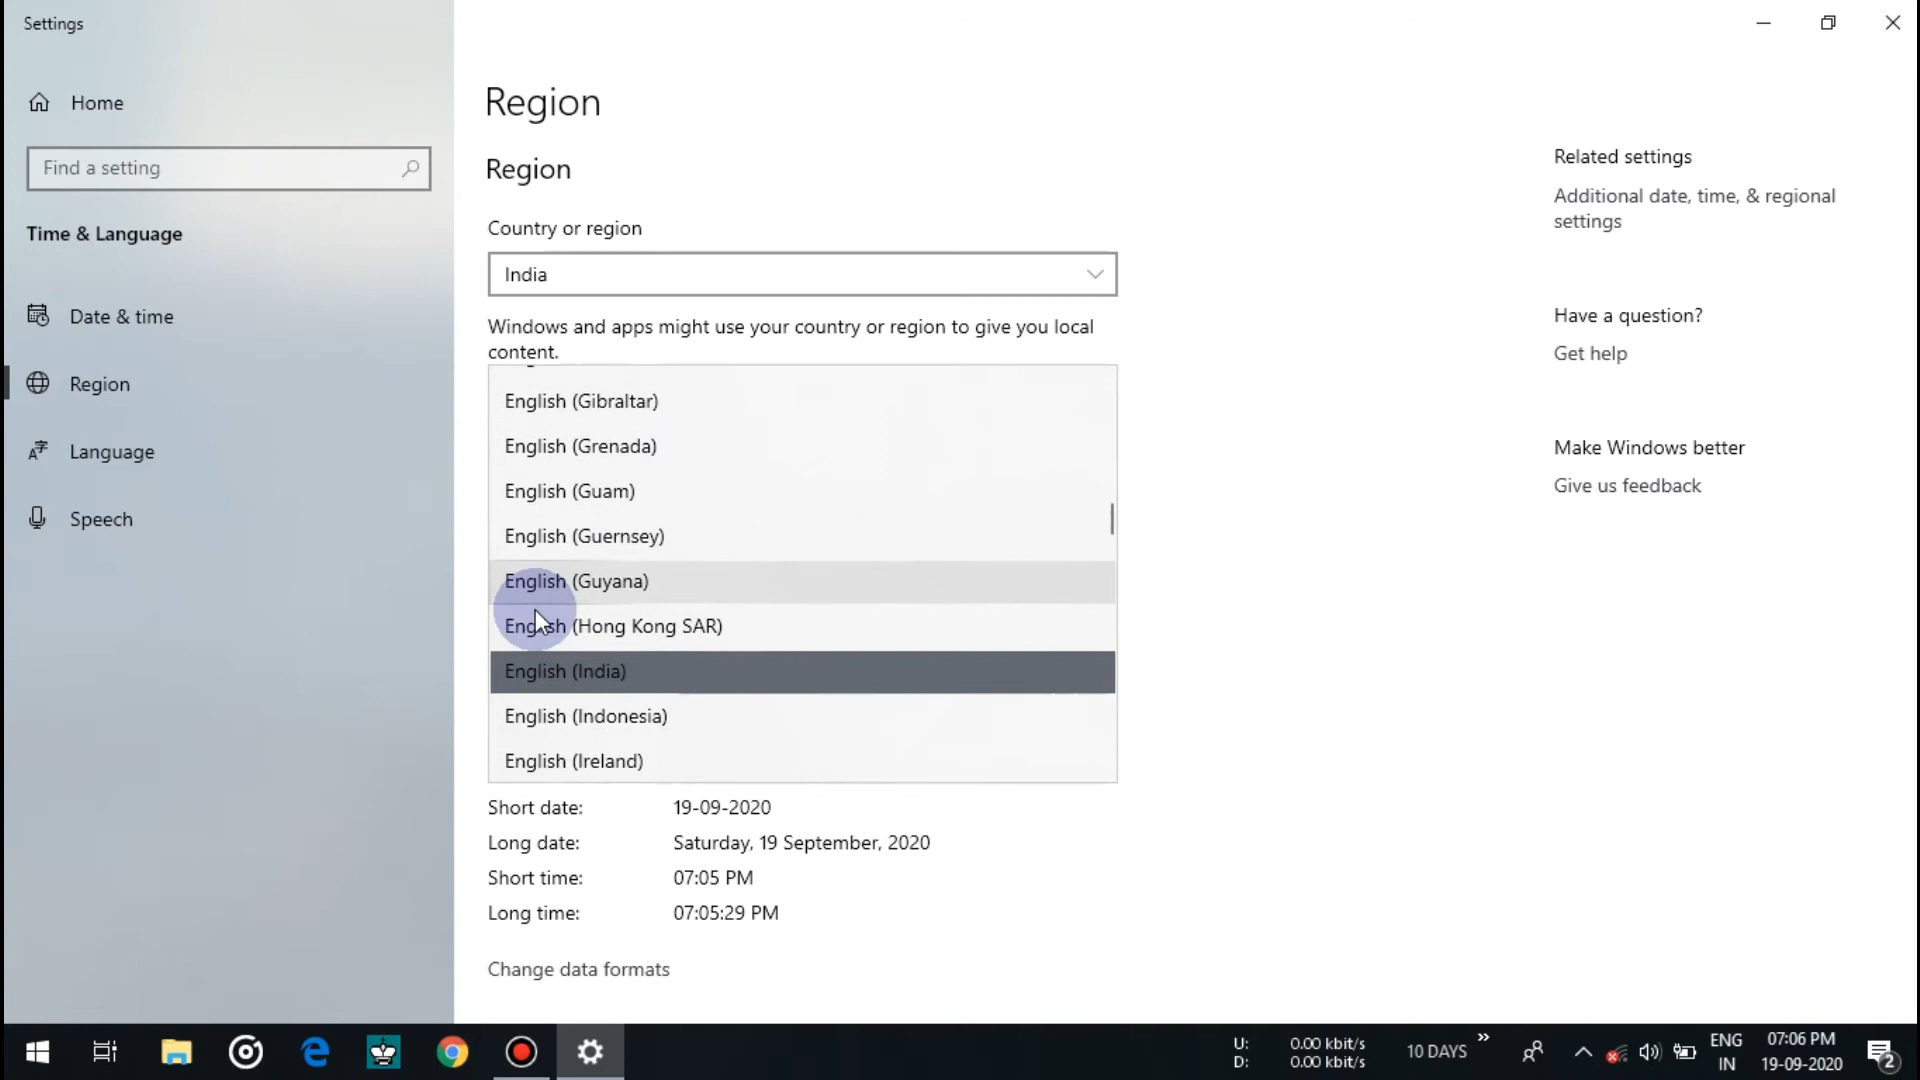 Settings
Home
Find a setting
Time & Language
Date & time
Region
Language
Speech
Region
Region
Country or region
India
Windows and apps might use your country or region to give you local
content.
English (Gibraltar)
English (Grenada)
English (Guam)
English (Guernsey)
English (Guyana)
English (Hong Kong SAR)
English (India)
English (Indonesia)
English (Ireland)
Short date: 19-09-2020
Long date: Saturday, 19 September, 2020
Short time: 07:05 PM
Long time: 07:05:29 PM
Change data formats
Related settings
Additional date, time, & regional
settings
Have a question?
Get help
Make Windows better
Give us feedback
U: 0.00 kbit/s
D: 0.00 kbit/s
10 DAYS
ENG
IN
07:06 PM
19-09-2020
2